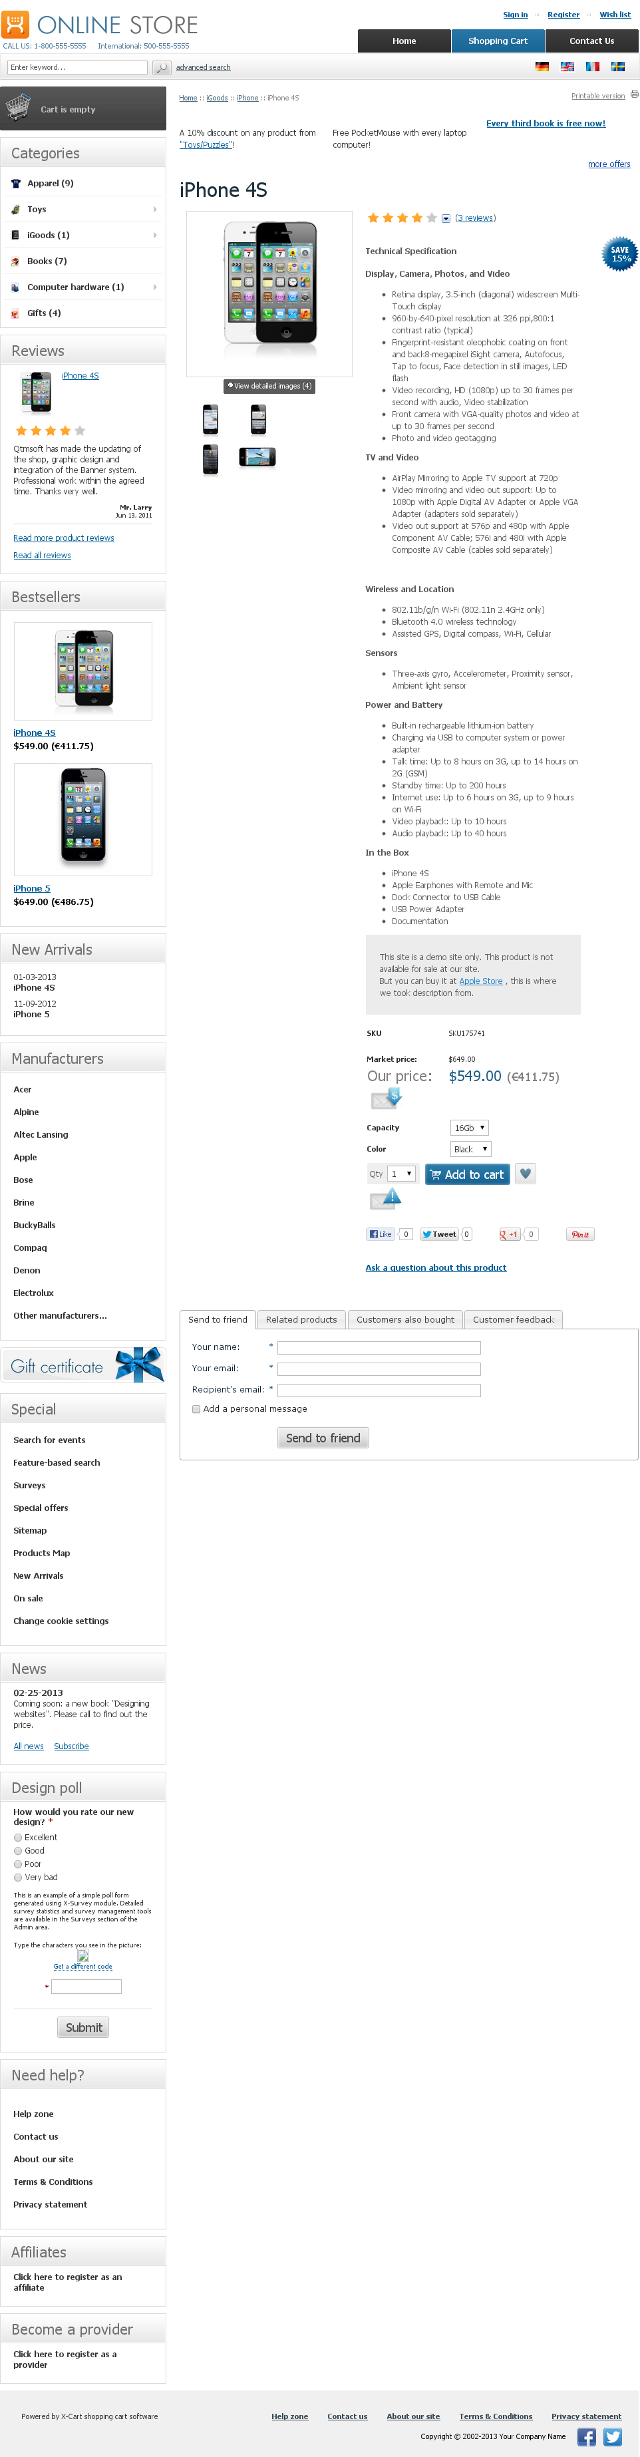 ONLINE STORE
CALL US: 1-800-555-5555 International: 500-555-5555
Sign in Register Wish list
Home Shopping Cart Contact Us
Enter keyword... advanced search
Cart is empty
Categories
Apparel (9)
Toys
iGoods (1)
Books (7)
Computer hardware (1)
Gifts (4)
Reviews
iPhone 4S
Qtmsoft has made the updating of
the shop, graphic design and
integration of the Banner system.
Professional work within the agreed
time. Thanks very well.
Mr. Larry
Jun 13, 2011
Read more product reviews
Read all reviews
Bestsellers
iPhone 4S
$549.00 (€411.75)
iPhone 5
$649.00 (€486.75)
New Arrivals
01-03-2013
iPhone 4S
11-09-2012
iPhone 5
Manufacturers
Acer
Alpine
Altec Lansing
Apple
Bose
Brine
BuckyBalls
Compaq
Denon
Electrolux
Other manufacturers...
Gift certificate
Special
Search for events
Feature-based search
Surveys
Special offers
Sitemap
Products Map
New Arrivals
On sale
Change cookie settings
News
02-25-2013
Coming soon: a new book "Designing
websites". Please call to find out the
price.
All news Subscribe
Design poll
How would you rate our new
design? *
Excellent
Good
Poor
Very bad
This is an example of a simple poll form
generated using X-Survey module. Detailed
survey statistics and survey management tools
are available in the Surveys section of the
Admin area.
Type the characters you see in the picture:
Get a different code
*
Submit
Need help?
Help zone
Contact us
About our site
Terms & Conditions
Privacy statement
Affiliates
Click here to register as an
affiliate
Become a provider
Click here to register as a
provider
Home :: iGoods :: iPhone :: iPhone 4S
Printable version
A 10% discount on any product from
"Toys/Puzzles"!
Free PocketMouse with every laptop
computer!
Every third book is free now!
more offers
iPhone 4S
View detailed images (4)
(3 reviews)
SAVE
15%
Technical Specification
Display, Camera, Photos, and Video
Retina display, 3.5-inch (diagonal) widescreen Multi-
Touch display
960-by-640-pixel resolution at 326 ppi,800:1
contrast ratio (typical)
Fingerprint-resistant oleophobic coating on front
and back8-megapixel iSight camera, Autofocus,
Tap to focus, Face detection in still images, LED
flash
Video recording, HD (1080p) up to 30 frames per
second with audio, Video stabilization
Front camera with VGA-quality photos and video at
up to 30 frames per second
Photo and video geotagging
TV and Video
AirPlay Mirroring to Apple TV support at 720p
Video mirroring and video out support: Up to
1080p with Apple Digital AV Adapter or Apple VGA
Adapter (adapters sold separately)
Video out support at 576p and 480p with Apple
Component AV Cable; 576i and 480i with Apple
Composite AV Cable (cables sold separately)
Wireless and Location
802.11b/g/n Wi-Fi (802.11n 2.4GHz only)
Bluetooth 4.0 wireless technology
Assisted GPS, Digital compass, Wi-Fi, Cellular
Sensors
Three-axis gyro, Accelerometer, Proximity sensor,
Ambient light sensor
Power and Battery
Built-in rechargeable lithium-ion battery
Charging via USB to computer system or power
adapter
Talk time: Up to 8 hours on 3G, up to 14 hours on
2G (GSM)
Standby time: Up to 200 hours
Internet use: Up to 6 hours on 3G, up to 9 hours
on Wi-Fi
Video playback: Up to 10 hours
Audio playback: Up to 40 hours
In the Box
iPhone 4S
Apple Earphones with Remote and Mic
Dock Connector to USB Cable
USB Power Adapter
Documentation
This site is a demo site only. This product is not
available for sale at our site.
But you can buy it at Apple Store , this is where
we took description from.
SKU SKU175741
Market price: $649.00
Our price: $549.00 (€411.75)
Capacity 16Gb
Color Black
Qty 1 Add to cart
Like 0 Tweet 0 +1 0 Pin it
Ask a question about this product
Send to friend Related products Customers also bought Customer feedback
Your name: *
Your email: *
Recipient's email: *
Add a personal message
Send to friend
Powered by X-Cart shopping cart software
Help zone Contact us About our site Terms & Conditions Privacy statement
Copyright © 2002-2013 Your Company Name